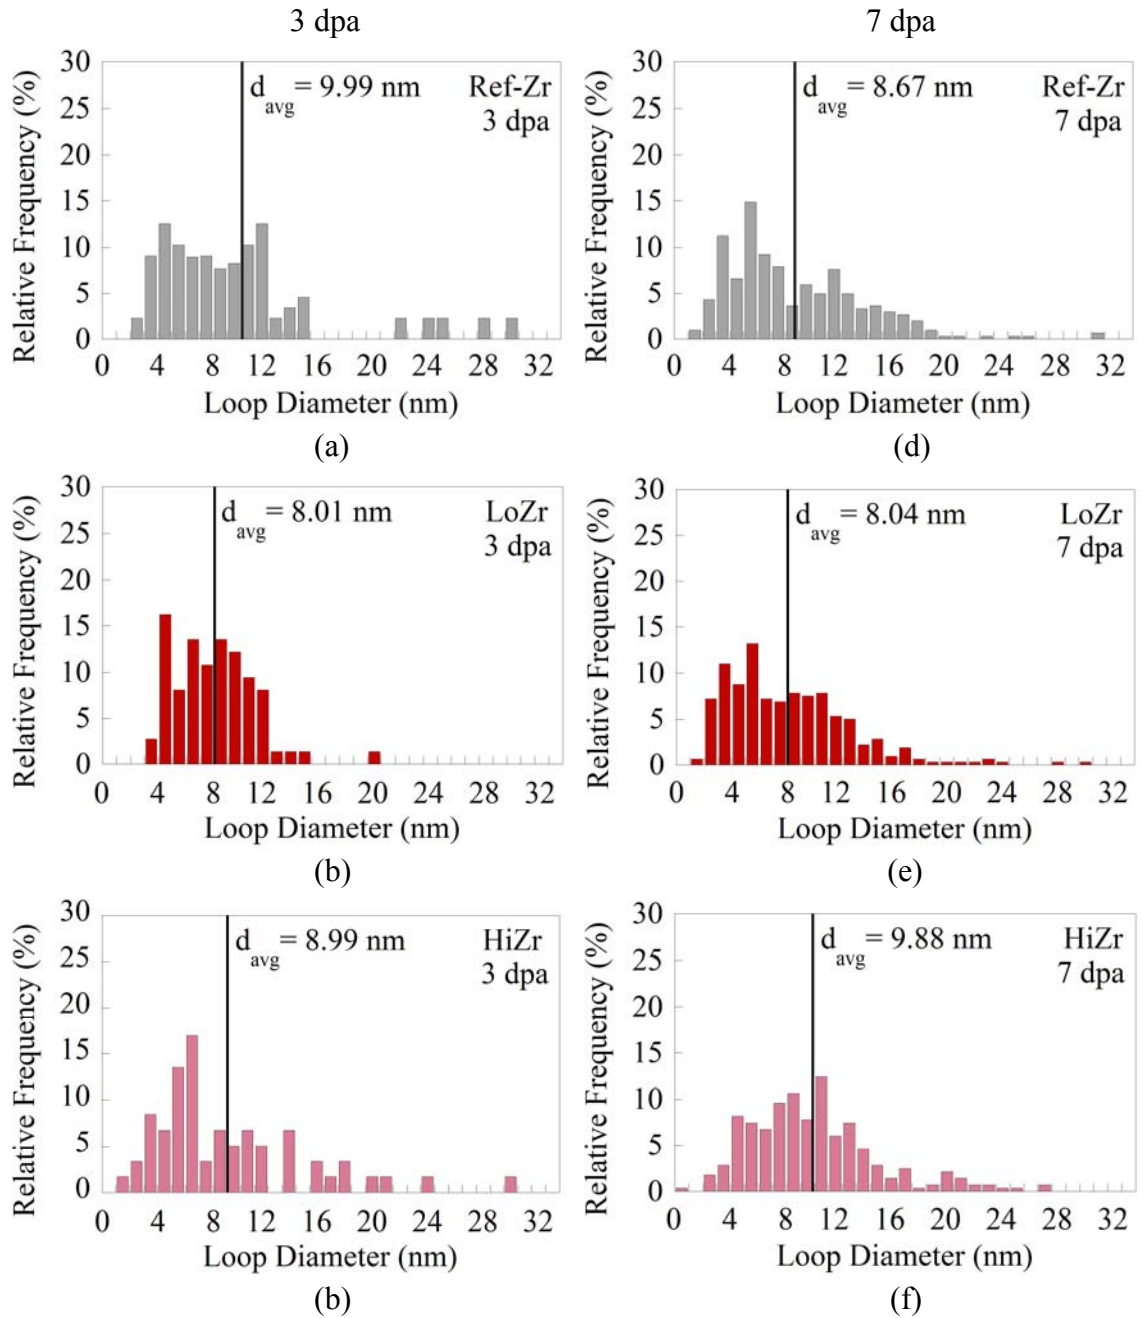 3 dpa
7 dpa
Relative Frequency (%)
30
25
20
15
10
5
0
d avg = 9.99 nm
Ref-Zr
3 dpa
0 4 8 12 16 20 24 28 32
Loop Diameter (nm)
(a)
Relative Frequency (%)
30
25
20
15
10
5
0
d avg = 8.67 nm
Ref-Zr
7 dpa
0 4 8 12 16 20 24 28 32
Loop Diameter (nm)
(d)
Relative Frequency (%)
30
25
20
15
10
5
0
d avg = 8.01 nm
LoZr
3 dpa
0 4 8 12 16 20 24 28 32
Loop Diameter (nm)
(b)
Relative Frequency (%)
30
25
20
15
10
5
0
d avg = 8.04 nm
LoZr
7 dpa
0 4 8 12 16 20 24 28 32
Loop Diameter (nm)
(e)
Relative Frequency (%)
30
25
20
15
10
5
0
d avg = 8.99 nm
HiZr
3 dpa
0 4 8 12 16 20 24 28 32
Loop Diameter (nm)
(b)
Relative Frequency (%)
30
25
20
15
10
5
0
d avg = 9.88 nm
HiZr
7 dpa
0 4 8 12 16 20 24 28 32
Loop Diameter (nm)
(f)